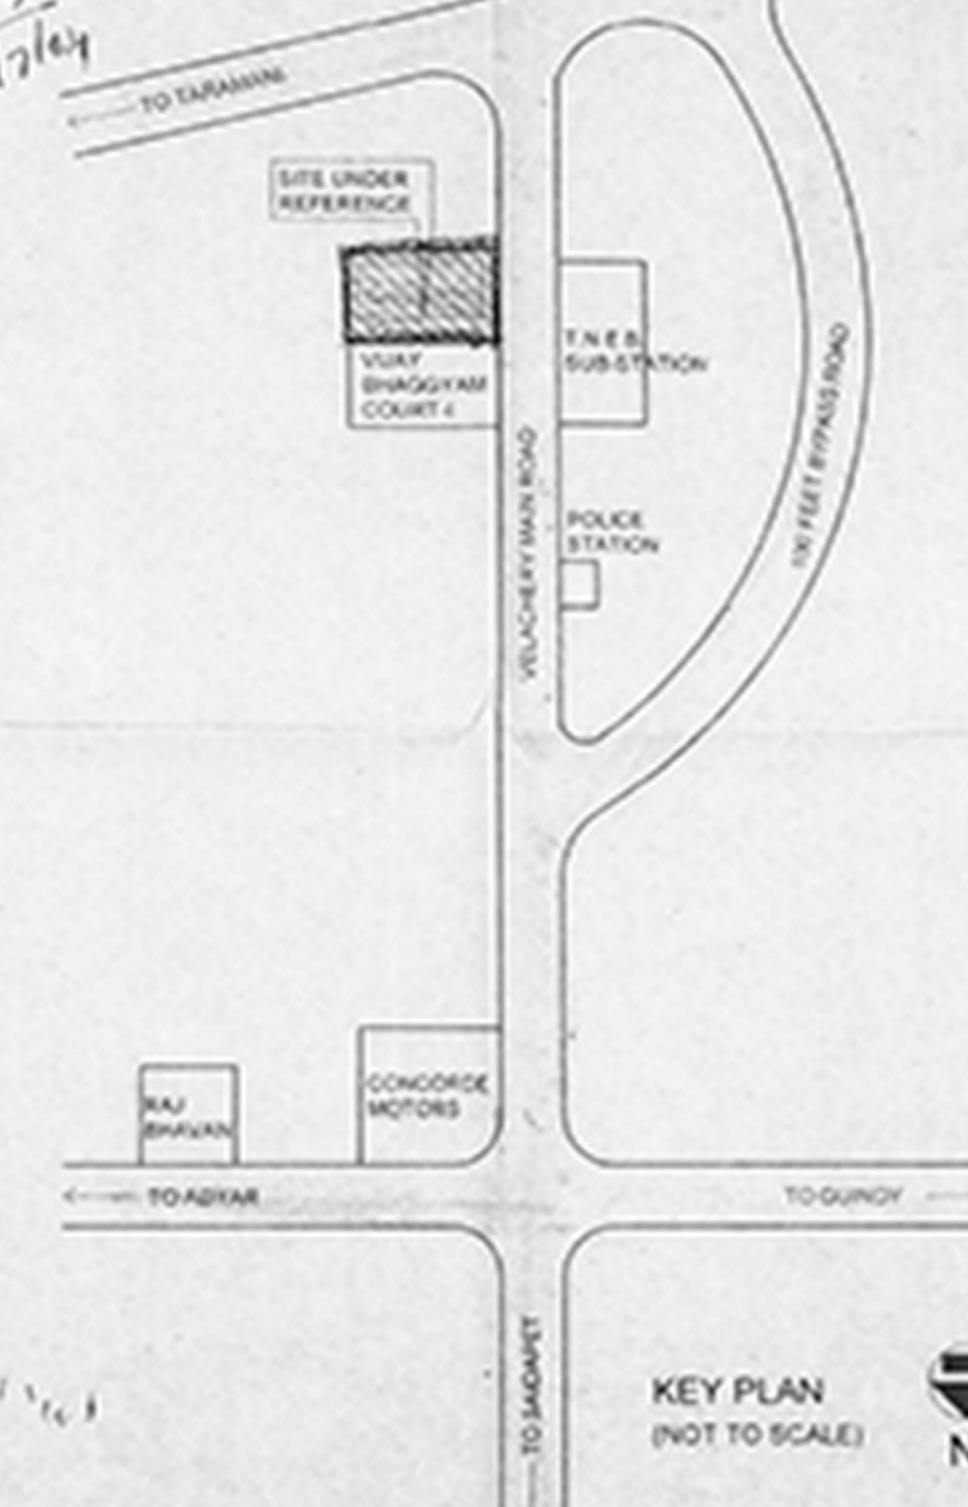 TO TARAMANI
SITE UNDER
REFERENCE
T.N.E.B.
SUB-STATION
VIJAY
BHAGGYAM
COURT
100 FEET BYPASS ROAD
VELACHERY MAIN ROAD
POLICE
STATION
CONCORDE
MOTORS
RAJ
BHAVAN
TO ADYAR
TO GUINDY
TO SAIDAPET
KEY PLAN
(NOT TO SCALE)
N